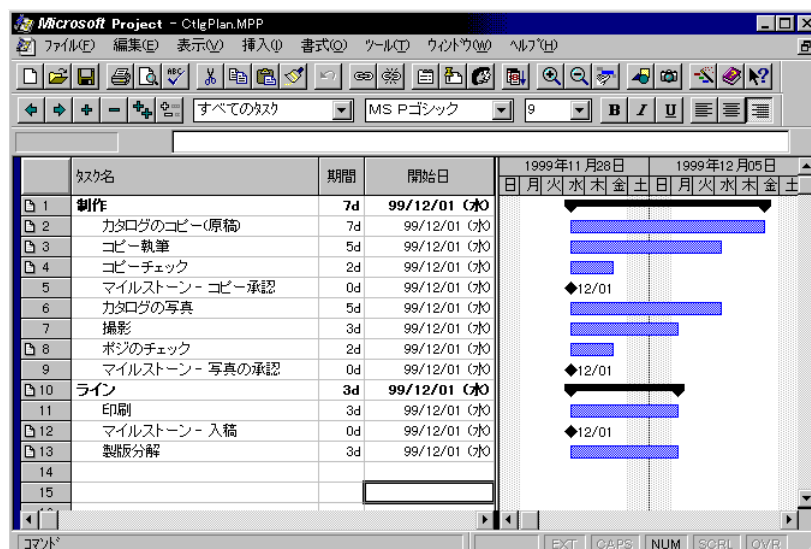 Microsoft Project - CtlgPlan.MPP
ﾌｧｲﾙ(F) 編集(E) 表示(V) 挿入(I) 書式(O) ﾂｰﾙ(T) ｳｨﾝﾄﾞｳ(W) ﾍﾙﾌﾟ(H)
すべてのﾀｽｸ MS Pゴシック 9 B I U
ﾀｽｸ名 期間 開始日 1999年11月28日 1999年12月05日
日 月 火 水 木 金 土 日 月 火 水 木 金 土
1 制作 7d 99/12/01 (水)
2 ｶﾀﾛｸﾞのコピー(原稿) 7d 99/12/01 (水)
3 コピー執筆 5d 99/12/01 (水)
4 コピーチェック 2d 99/12/01 (水)
5 マイルストーン - コピー承認 0d 99/12/01 (水) 12/01
6 ｶﾀﾛｸﾞの写真 5d 99/12/01 (水)
7 撮影 3d 99/12/01 (水)
8 ポジのチェック 2d 99/12/01 (水)
9 マイルストーン - 写真の承認 0d 99/12/01 (水) 12/01
10 ライン 3d 99/12/01 (水)
11 印刷 3d 99/12/01 (水)
12 マイルストーン - 入稿 0d 99/12/01 (水) 12/01
13 製版分解 3d 99/12/01 (水)
14
15
ｺﾏﾝﾄﾞ EXT CAPS NUM SCRL OVR